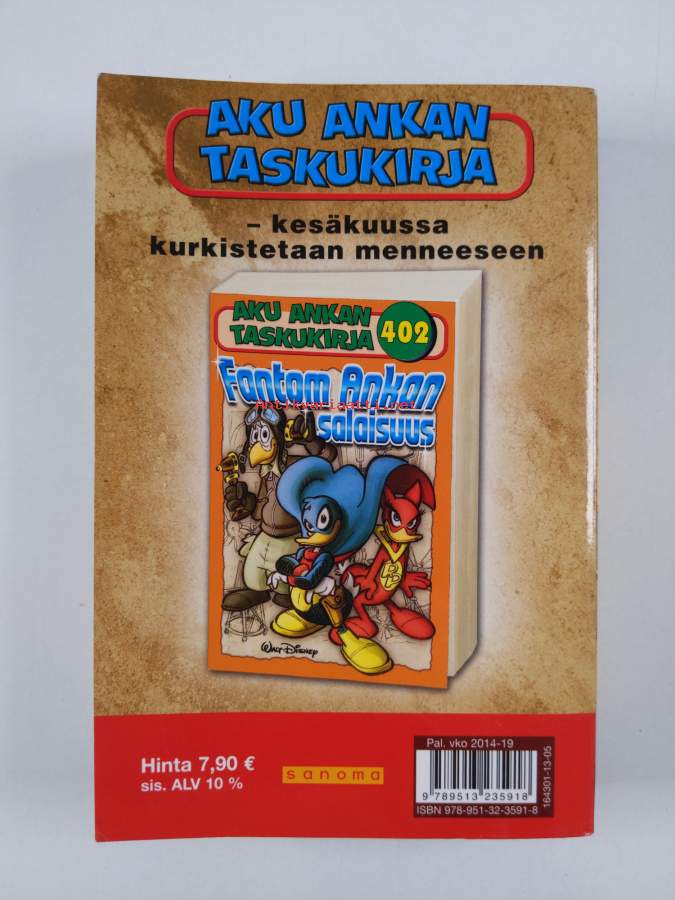 AKU ANKAN
TASKUKIRJA
– kesäkuussa
kurkistetaan menneeseen
AKU ANKAN
TASKUKIRJA
402
Fantom Ankan
Antikvariaatti.net
salaisuus
WALT DISNEY
Hinta 7,90 €
sis. ALV 10 %
sanoma
Pal. vko 2014-19
9 789513 235918
ISBN 978-951-32-3591-8
164301-13-05